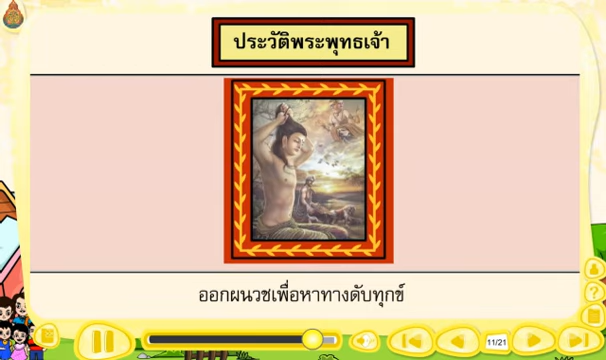 ประวัติพระพุทธเจ้า
ออกผนวชเพื่อหาทางดับทุกข์
11/21
?